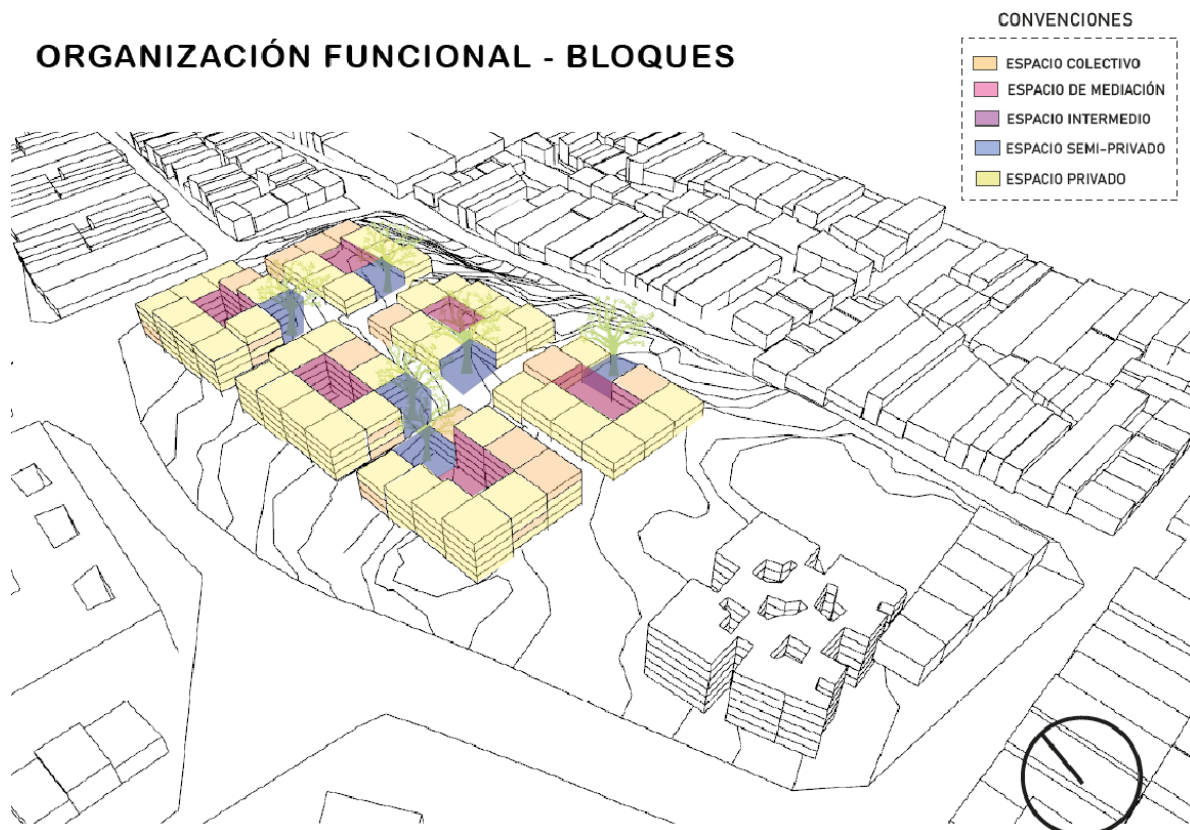 CONVENCIONES
ORGANIZACIÓN FUNCIONAL - BLOQUES
ESPACIO COLECTIVO
ESPACIO DE MEDIACIÓN
ESPACIO INTERMEDIO
ESPACIO SEMI-PRIVADO
ESPACIO PRIVADO